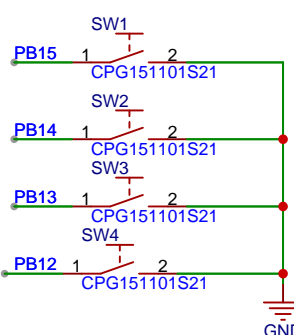 SW1
PB15 1 2
CPG151101S21
SW2
PB14 1 2
CPG151101S21
SW3
PB13 1 2
CPG151101S21
SW4
PB12 1 2
CPG151101S21
GND